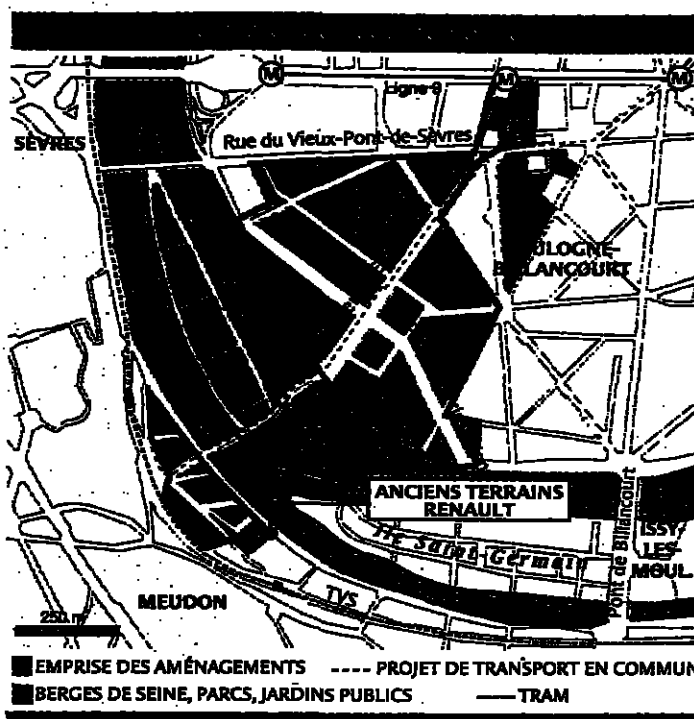 M M M
Ligne 9
SÈVRES
Rue du Vieux-Pont-de-Sèvres
BILLANCOURT
ANCIENS TERRAINS
RENAULT
Île Saint-Germain
Pont de Billancourt
ISSY-
LES-
MOUL.
MEUDON
TVS
250 m
EMPRISE DES AMÉNAGEMENTS
PROJET DE TRANSPORT EN COMMUN
BERGES DE SEINE, PARCS, JARDINS PUBLICS
TRAM